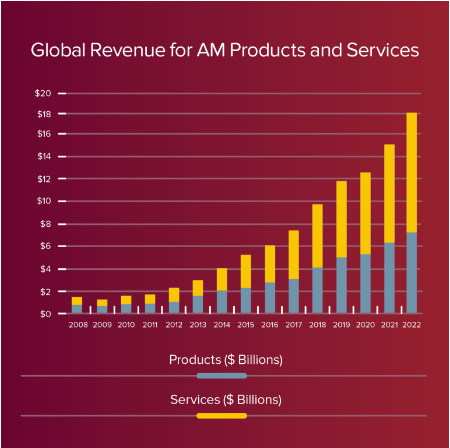 Global Revenue for AM Products and Services
$20
$18
$16
$14
$12
$10
$8
$6
$4
$2
$0
2008 2009 2010 2011 2012 2013 2014 2015 2016 2017 2018 2019 2020 2021 2022
Products ($ Billions)
Services ($ Billions)